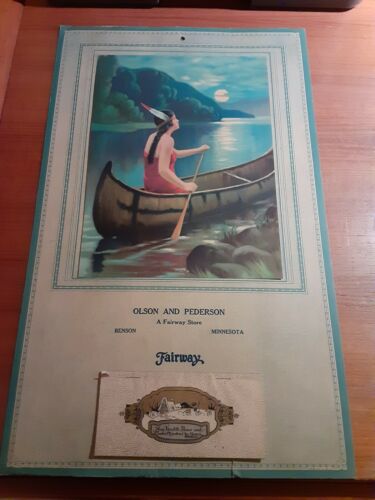 OLSON AND PEDERSON
A Fairway Store
BENSON MINNESOTA
Fairway